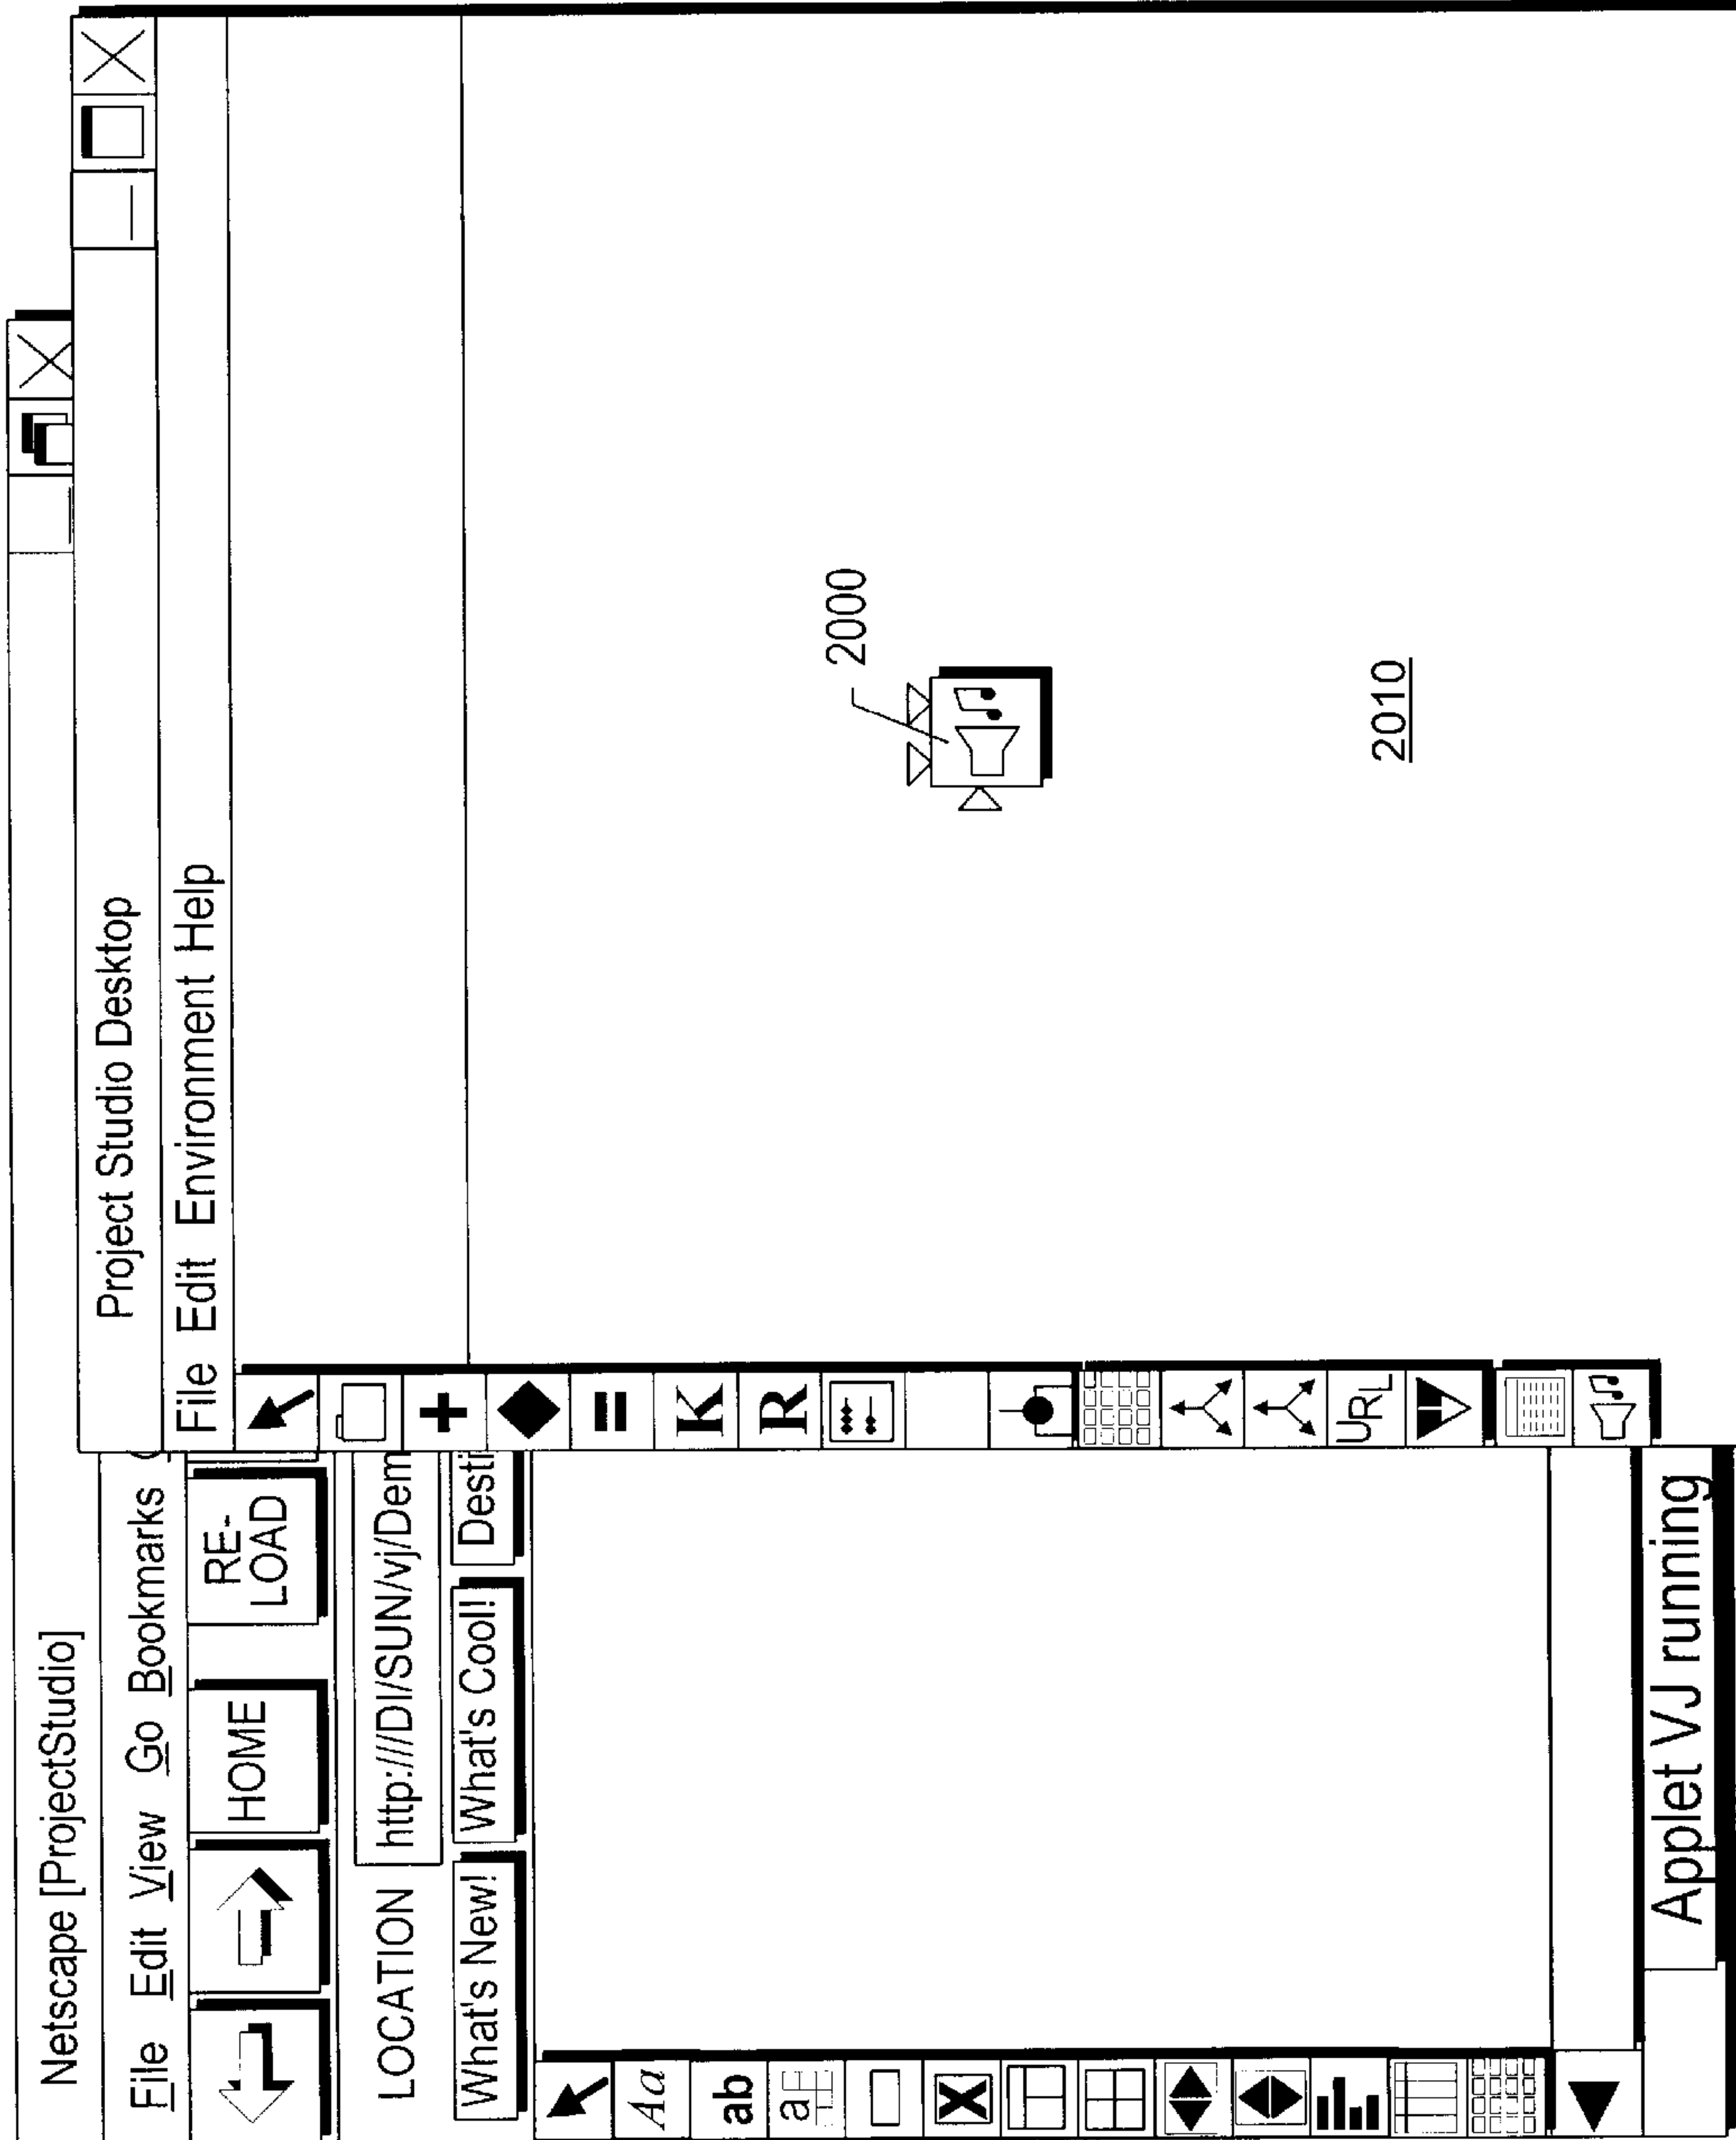 Netscape [ProjectStudio]
File Edit View Go Bookmarks
HOME
RE-
LOAD
LOCATION http:///DI/SUN/vj/Dem
What's New! What's Cool! Desti
Aa
ab
a
X
Applet VJ running
Project Studio Desktop
File Edit Environment Help
K
R
URL
2000
2010